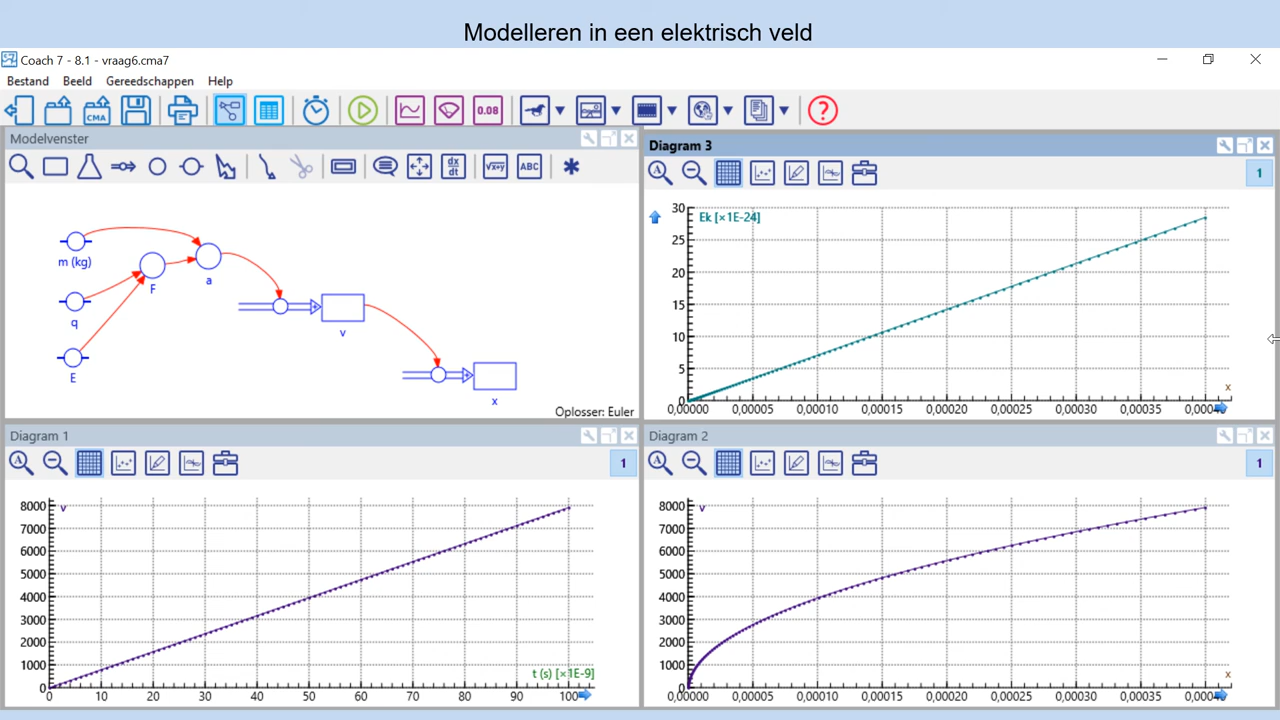 Modelleren in een elektrisch veld
Coach 7 - 8.1 - vraag6.cma7
Bestand Beeld Gereedschappen Help
CMA 0.08 ?
Modelvenster
dx/dt √x+y ABC
m (kg)
F
a
q
E
v
x
Oplosser: Euler
Diagram 3
A 1
Ek [×1E-24]
30
25
20
15
10
5
0
x
0,00000 0,00005 0,00010 0,00015 0,00020 0,00025 0,00030 0,00035
Diagram 1
A 1
v
8000
7000
6000
5000
4000
3000
2000
1000
0
t (s) [×1E-9]
0 10 20 30 40 50 60 70 80 90 100
Diagram 2
A 1
v
8000
7000
6000
5000
4000
3000
2000
1000
0
x
0,00000 0,00005 0,00010 0,00015 0,00020 0,00025 0,00030 0,00035